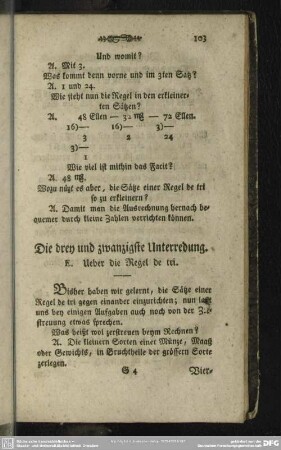 103
Und womit?
A. Mit 3.
Was kommt denn vorne und im 3ten Satz?
A. 1 und 24.
Wie steht nun die Regel in den erkleiner-
ten Sätzen?
A. 48 Ellen — 32 mß — 72 Ellen.
16)— 16)— 3)—
3 2 24
3)—
1
Wie viel ist mithin das Facit?
A. 48 mß.
Wozu nüzt es aber, die Sätze einer Regel de tri
so zu erkleinern?
A. Damit man die Ausrechnung hernach be-
quemer durch kleine Zahlen verrichten können.
Die drey und zwanzigste Unterredung.
E. Ueber die Regel de tri.
Bisher haben wir gelernt, die Sätze einer
Regel de tri gegen einander einzurichten; nun laßt
uns bey einigen Aufgaben auch noch von der Zer-
streuung etwas sprechen.
Was heißt wol zerstreuen beym Rechnen?
A. Die kleinern Sorten einer Münze, Maaß
oder Gewichts, in Bruchtheile der grössern Sorte
zerlegen.
G 4 Vier-